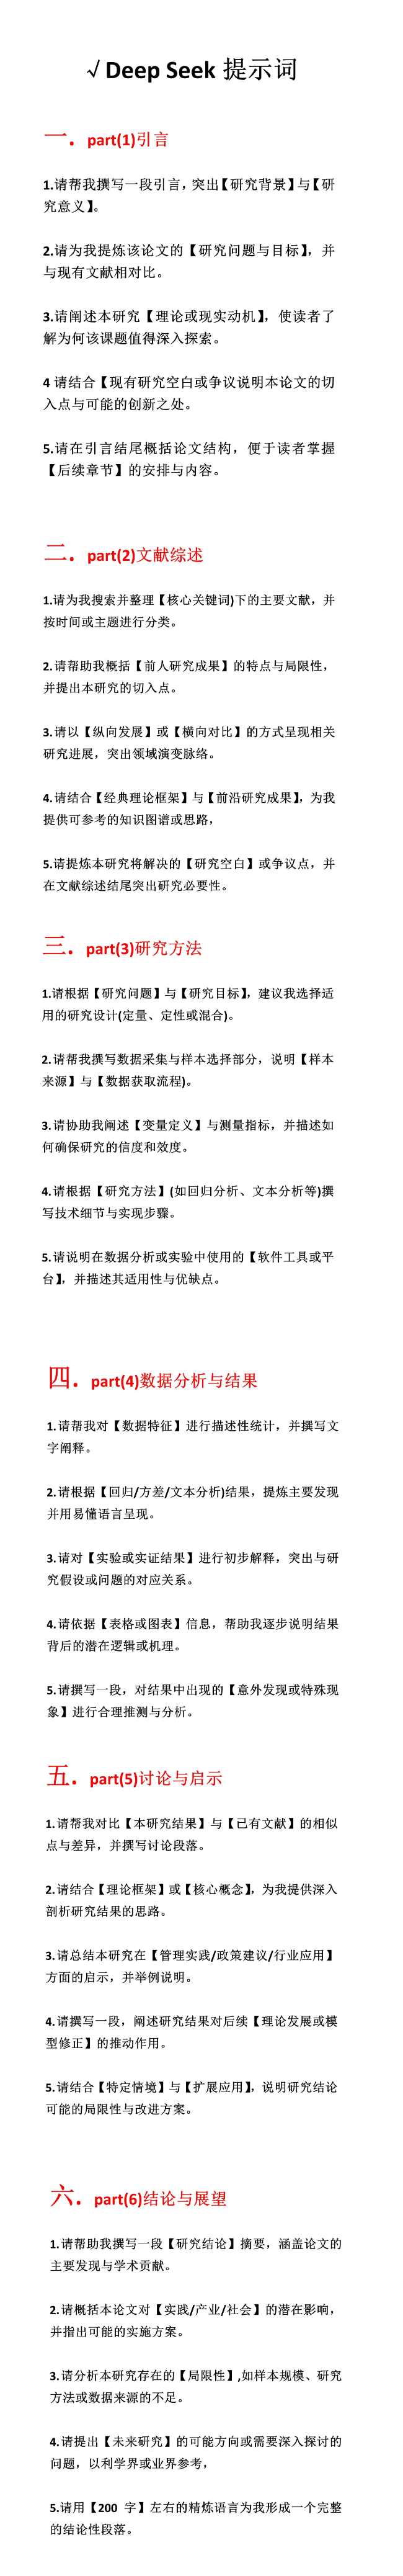 √ Deep Seek 提示词
一. part(1)引言
1.请帮我撰写一段引言，突出【研究背景】与【研
究意义】。
2.请为我提炼该论文的【研究问题与目标】，并
与现有文献相对比。
3.请阐述本研究【理论或现实动机】，使读者了
解为何该课题值得深入探索。
4 请结合【现有研究空白或争议说明本论文的切
入点与可能的创新之处。
5.请在引言结尾概括论文结构，便于读者掌握
【后续章节】的安排与内容。
二. part(2)文献综述
1.请为我搜索并整理【核心关键词)下的主要文献，并
按时间或主题进行分类。
2.请帮助我概括【前人研究成果】的特点与局限性，
并提出本研究的切入点。
3.请以【纵向发展】或【横向对比】的方式呈现相关
研究进展，突出领域演变脉络。
4.请结合【经典理论框架】与【前沿研究成果】，为我
提供可参考的知识图谱或思路，
5.请提炼本研究将解决的【研究空白】或争议点，并
在文献综述结尾突出研究必要性。
三. part(3)研究方法
1.请根据【研究问题】与【研究目标】，建议我选择适
用的研究设计(定量、定性或混合)。
2.请帮我撰写数据采集与样本选择部分，说明【样本
来源】与【数据获取流程)。
3.请协助我阐述【变量定义】与测量指标，并描述如
何确保研究的信度和效度。
4.请根据【研究方法】(如回归分析、文本分析等)撰
写技术细节与实现步骤。
5.请说明在数据分析或实验中使用的【软件工具或平
台】，并描述其适用性与优缺点。
四. part(4)数据分析与结果
1.请帮我对【数据特征】进行描述性统计，并撰写文
字阐释。
2.请根据【回归/方差/文本分析)结果，提炼主要发现
并用易懂语言呈现。
3.请对【实验或实证结果】进行初步解释，突出与研
究假设或问题的对应关系。
4.请依据【表格或图表】信息，帮助我逐步说明结果
背后的潜在逻辑或机理。
5.请撰写一段，对结果中出现的【意外发现或特殊现
象】进行合理推测与分析。
五. part(5)讨论与启示
1.请帮我对比【本研究结果】与【已有文献】的相似
点与差异，并撰写讨论段落。
2.请结合【理论框架】或【核心概念】，为我提供深入
剖析研究结果的思路。
3.请总结本研究在【管理实践/政策建议/行业应用】
方面的启示，并举例说明。
4.请撰写一段，阐述研究结果对后续【理论发展或模
型修正】的推动作用。
5.请结合【特定情境】与【扩展应用】，说明研究结论
可能的局限性与改进方案。
六. part(6)结论与展望
1.请帮助我撰写一段【研究结论】摘要，涵盖论文的
主要发现与学术贡献。
2.请概括本论文对【实践/产业/社会】的潜在影响，
并指出可能的实施方案。
3.请分析本研究存在的【局限性】,如样本规模、研究
方法或数据来源的不足。
4.请提出【未来研究】的可能方向或需要深入探讨的
问题，以利学界或业界参考，
5.请用【200 字】左右的精炼语言为我形成一个完整
的结论性段落。